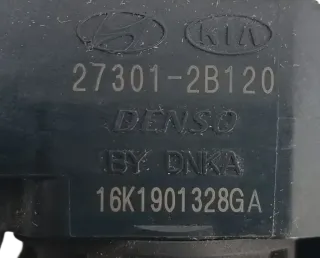 KIA
27301-2B120
DENSO
BY DNKA
16K1901328GA